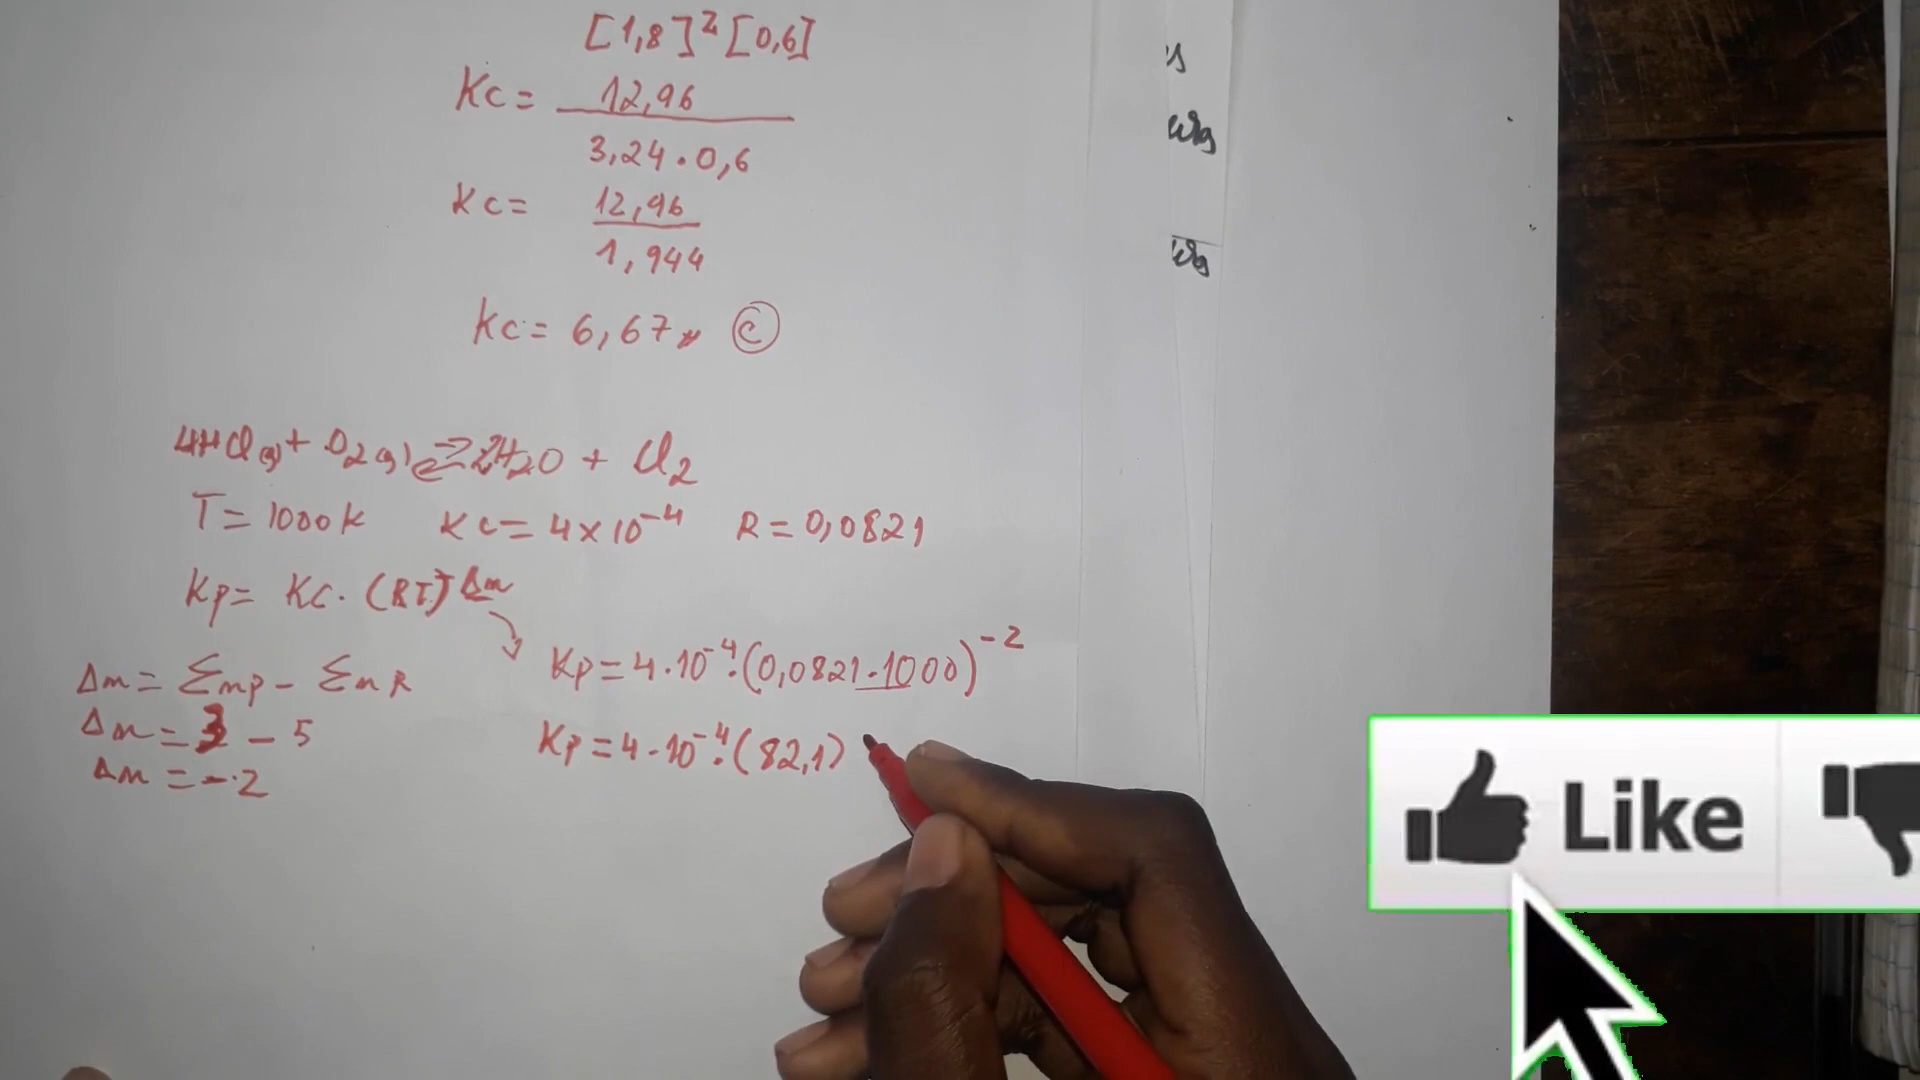 [1,8]² [0,6]
Kc = 12,96
3,24 . 0,6
Kc = 12,96
1,944
Kc = 6,67 (c)
4HCl(g) + O2(g) ⇄ 2H2O + Cl2
T = 1000K Kc = 4×10⁻⁴ R = 0,0821
Kp = Kc . (RT)^Δn
Kp = 4.10⁻⁴.(0,0821.1000)⁻²
Δn = Σnp - ΣnR
Δn = 3 - 5
Kp = 4.10⁻⁴.(82,1)
Δn = -2
Like